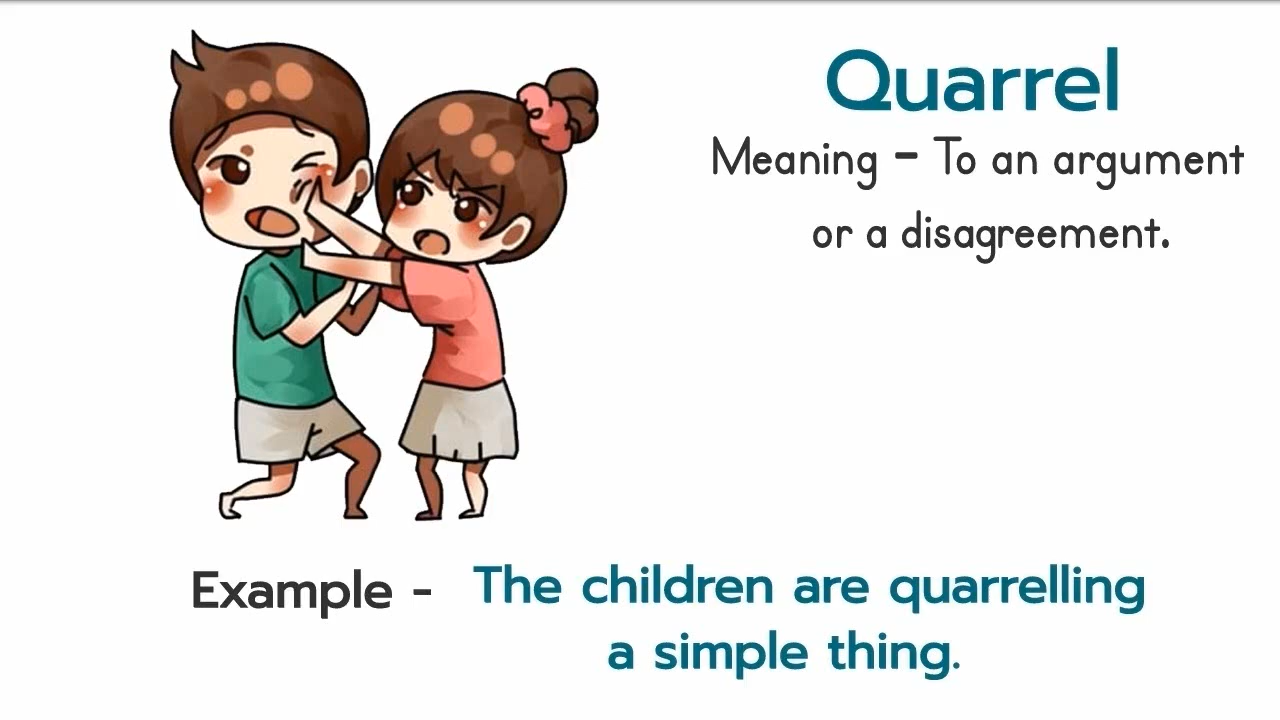 Quarrel
Meaning - To an argument
or a disagreement.
Example - The children are quarrelling
a simple thing.